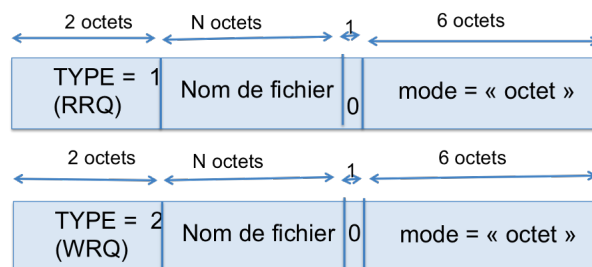 2 octets N octets 1 6 octets
TYPE = 1 Nom de fichier 0 mode = « octet »
(RRQ)
2 octets N octets 1 6 octets
TYPE = 2 Nom de fichier 0 mode = « octet »
(WRQ)